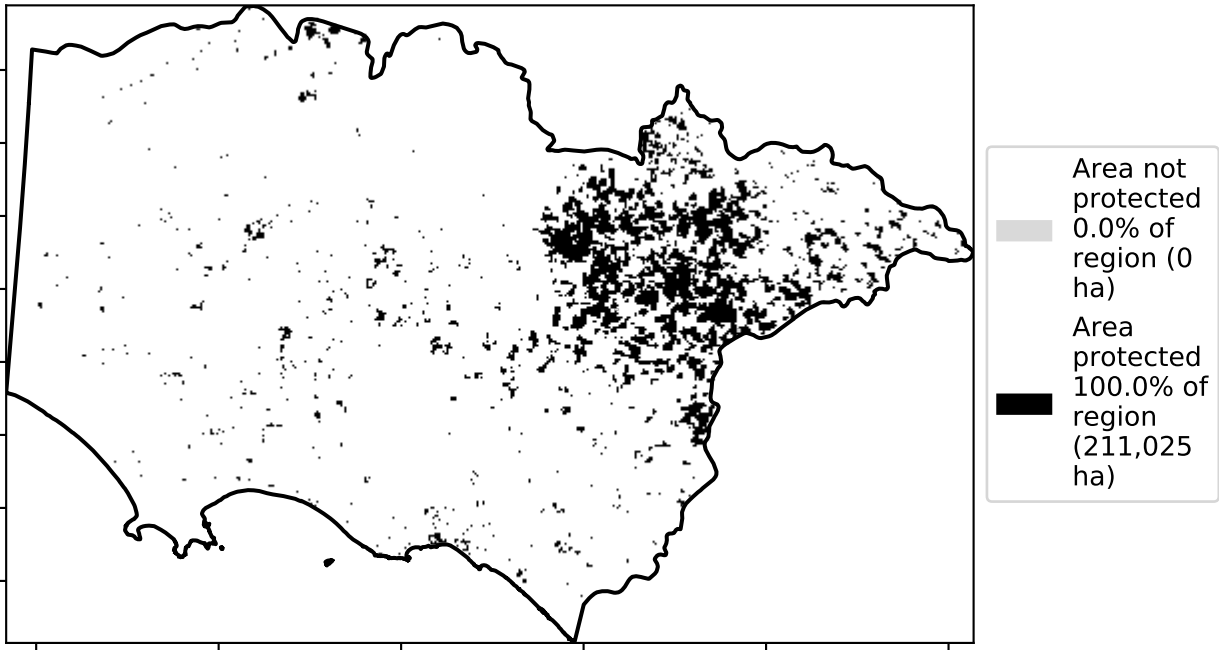 Area not
protected
0.0% of
region (0
ha)
Area
protected
100.0% of
region
(211,025
ha)